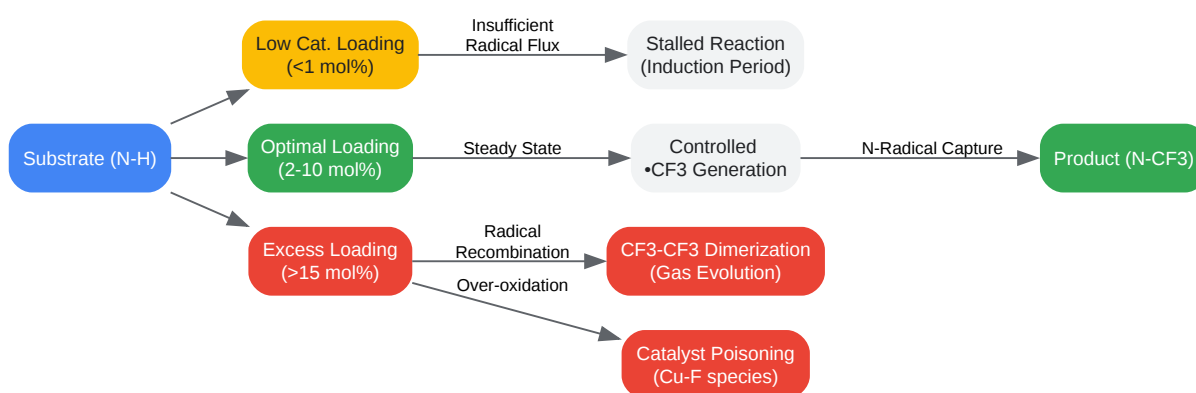 Low Cat. Loading
(<1 mol%)
Insufficient
Radical Flux
Stalled Reaction
(Induction Period)
Substrate (N-H)
Optimal Loading
(2-10 mol%)
Steady State
Controlled
•CF3 Generation
N-Radical Capture
Product (N-CF3)
Excess Loading
(>15 mol%)
Radical
Recombination
CF3-CF3 Dimerization
(Gas Evolution)
Over-oxidation
Catalyst Poisoning
(Cu-F species)